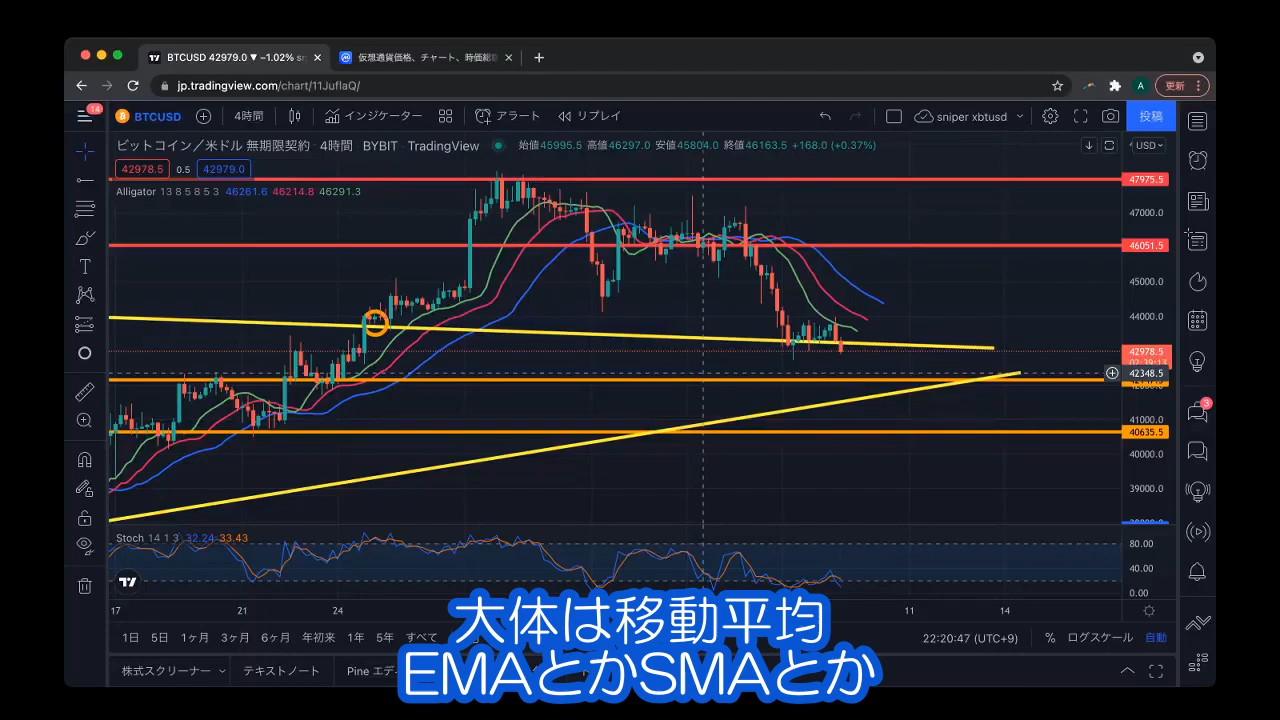 BTCUSD 42979.0 ▼ −1.02%
仮想通貨価格、チャート、時価総額
jp.tradingview.com/chart/11JufIaQ/
A
更新
14
BTCUSD
4時間
インジケーター
アラート
リプレイ
sniper xbtusd
投稿
ビットコイン／米ドル 無期限契約 · 4時間 BYBIT TradingView
始値45995.5 高値46297.0 安値45804.0 終値46163.5 +168.0 (+0.37%)
USD
42978.5 0.5 42979.0
Alligator 13 8 5 8 5 3 46261.6 46214.8 46291.3
47975.5
47000.0
46051.5
45000.0
44000.0
42978.5
02:39:13
42348.5
41000.0
40635.5
40000.0
39000.0
3
Stoch 14 1 3 32.24 33.43
80.00
40.00
0.00
17 21 24 11 14
1日 5日 1ヶ月 3ヶ月 6ヶ月 年初来 1年 5年 すべて
22:20:47 (UTC+9) % ログスケール 自動
株式スクリーナー テキストノート Pine エディ
大体は移動平均
EMAとかSMAとか